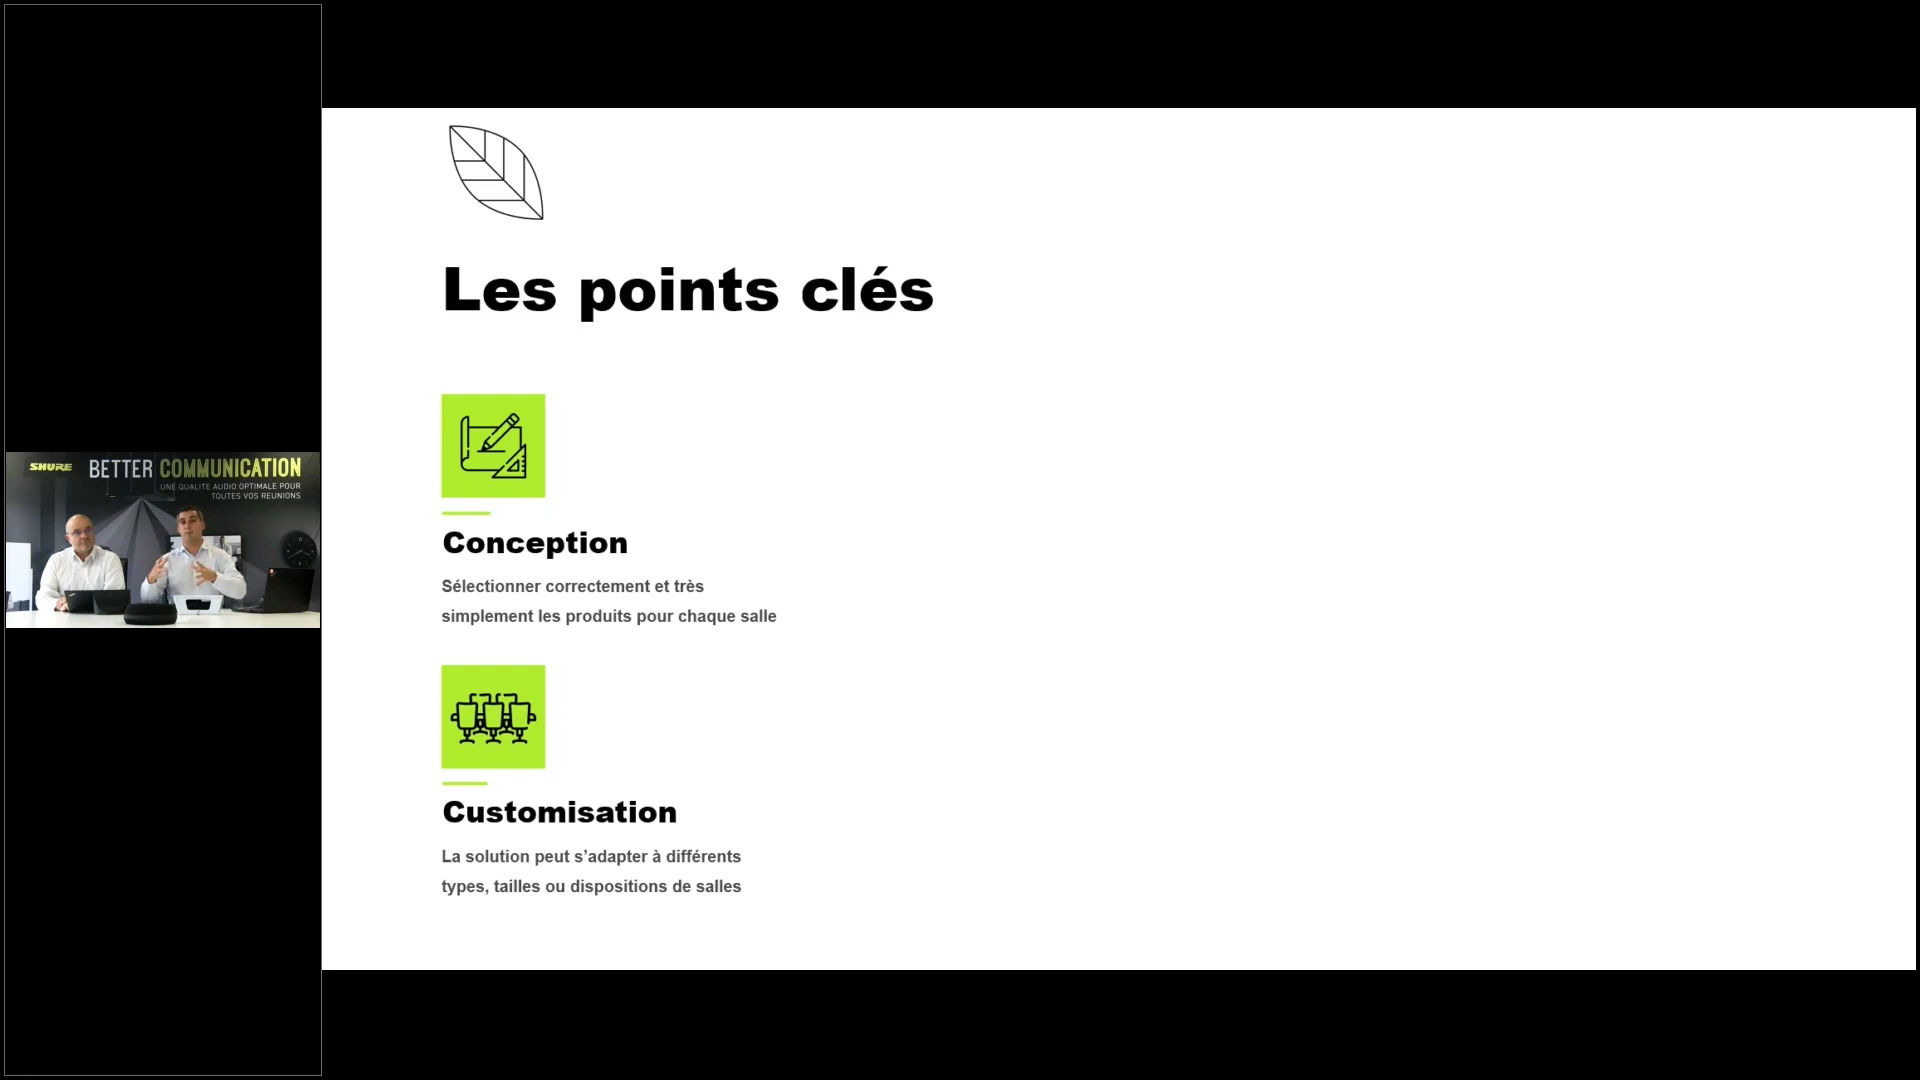 SHURE
BETTER COMMUNICATION
UNE QUALITE AUDIO OPTIMALE POUR
TOUTES VOS REUNIONS
Les points clés
Conception
Sélectionner correctement et très
simplement les produits pour chaque salle
Customisation
La solution peut s’adapter à différents
types, tailles ou dispositions de salles